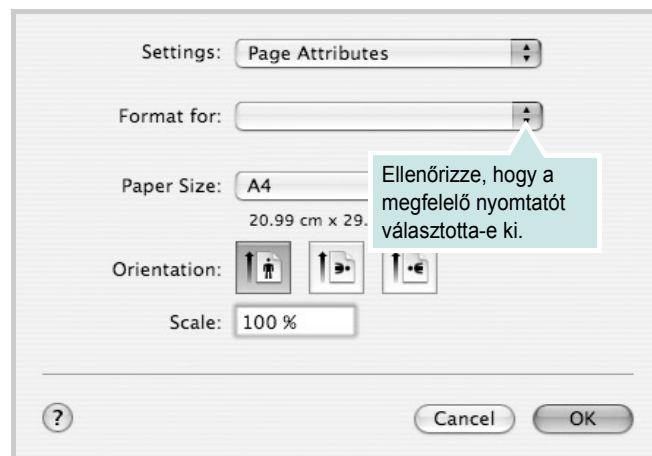 Settings: Page Attributes
Format for:
Ellenőrizze, hogy a
megfelelő nyomtatót
választotta-e ki.
Paper Size: A4
20.99 cm x 29.
Orientation:
Scale: 100 %
? Cancel OK